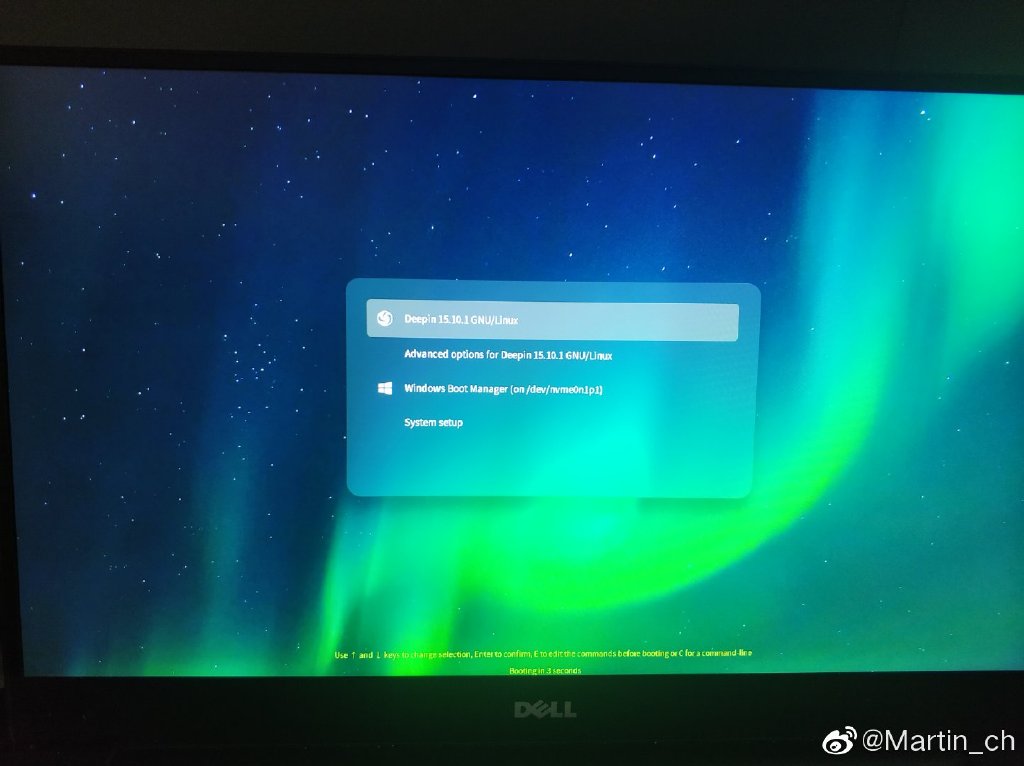 Deepin 15.10.1 GNU/Linux
Advanced options for Deepin 15.10.1 GNU/Linux
Windows Boot Manager (on /dev/nvme0n1p1)
System setup
Use ↑ and ↓ keys to change selection, Enter to confirm, E to edit the commands before booting or C for a command-line
Booting in 3 seconds
DELL
@Martin_ch